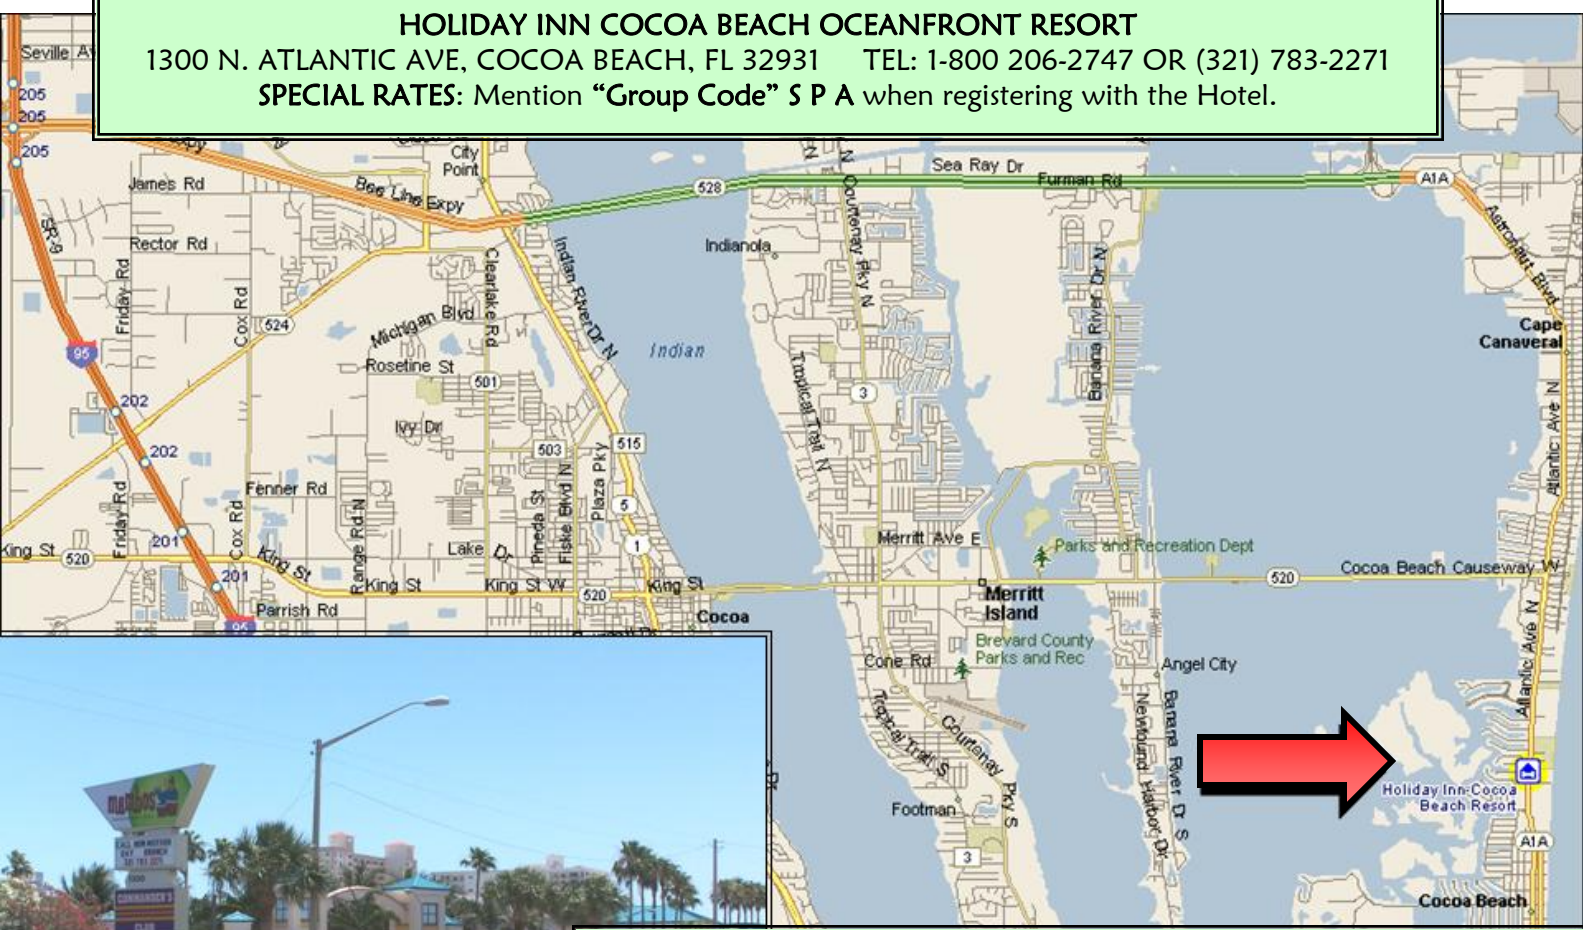 HOLIDAY INN COCOA BEACH OCEANFRONT RESORT
1300 N. ATLANTIC AVE, COCOA BEACH, FL 32931 TEL: 1-800 206-2747 OR (321) 783-2271
SPECIAL RATES: Mention “Group Code” S P A when registering with the Hotel.
Seville
205
205
205
Expy
City
Point
James Rd
Bee Line Expy
528
N
N
Sea Ray Dr
Furman Rd
A1A
SR-9
Rector Rd
Friday Rd
Cox Rd
524
Clearlake Rd
Indian River Dr N
Indianola
Courtenay Pky N
Banana River Dr N
Astronaut Blvd
Michigan Blvd
Roseline St
501
Indian
Tropical Trail N
3
Cape
Canaveral
95
202
202
Ivy Dr
503
515
Plaza Pky
Atlantic Ave N
Fenner Rd
5
Friday Rd
Cox Rd
Range Rd N
Pineda St
Fiske Blvd N
1
King St
520
201
King St
Lake Dr
Merritt Ave E
Parks and Recreation Dept
201
King St
King St W
520
King St
520
Cocoa Beach Causeway W
Parrish Rd
95
Cocoa
Merritt
Island
Brevard County
Parks and Rec
Cone Rd
Angel City
Atlantic Ave N
Tropical Trail S
Courtenay Pky S
Newfound Harbor Dr
Banana River Dr S
Footman
3
Holiday Inn-Cocoa
Beach Resort
A1A
Cocoa Beach
mambos
COMMANDER'S
CLUB